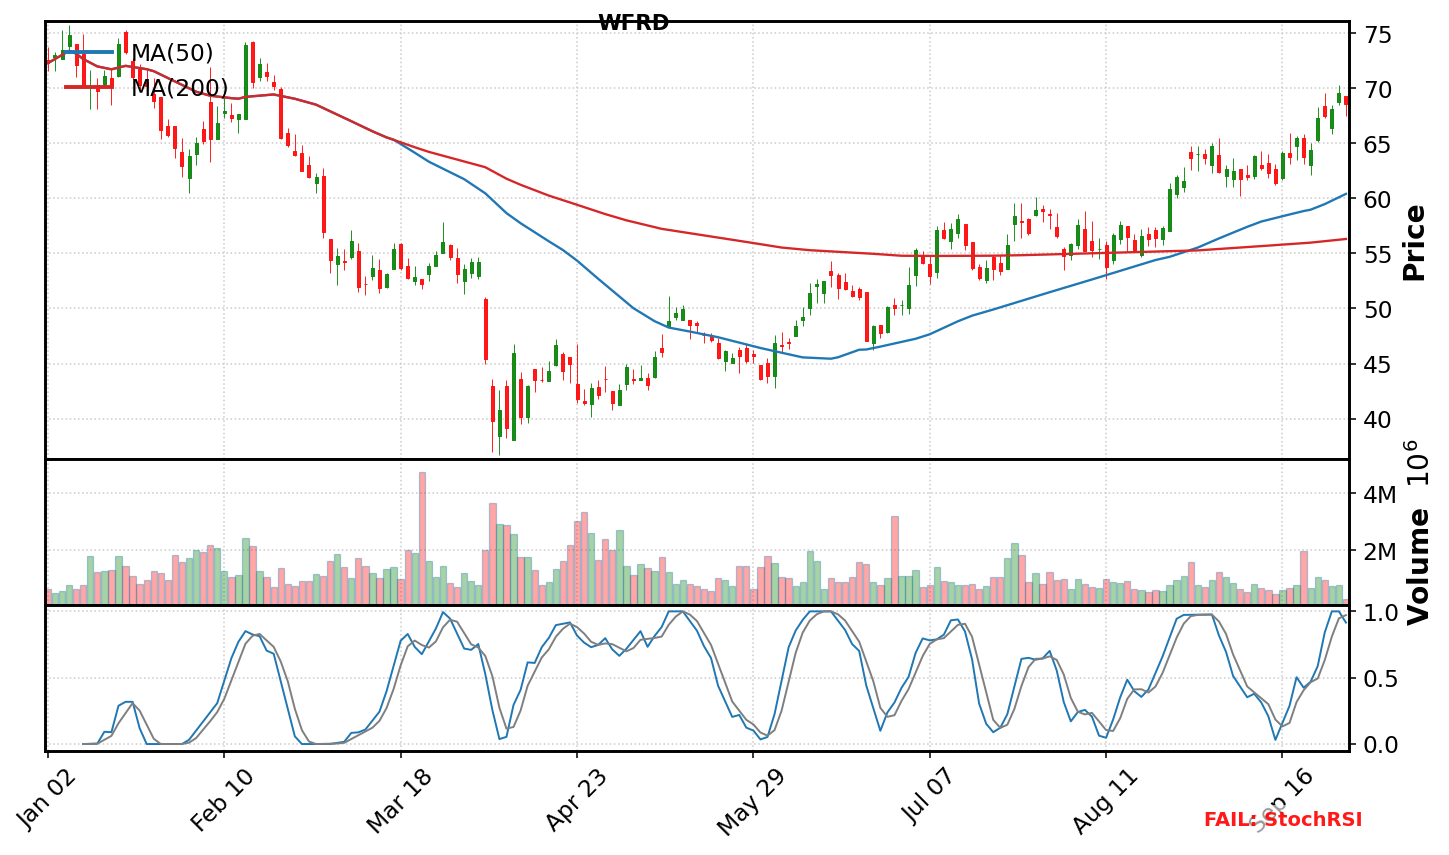 WFRD
MA(50)
MA(200)
75
70
65
60
55
50
45
40
Price
4M
2M
Volume 10⁶
1.0
0.5
0.0
Jan 02
Feb 10
Mar 18
Apr 23
May 29
Jul 07
Aug 11
Sep 16
FAIL: StochRSI